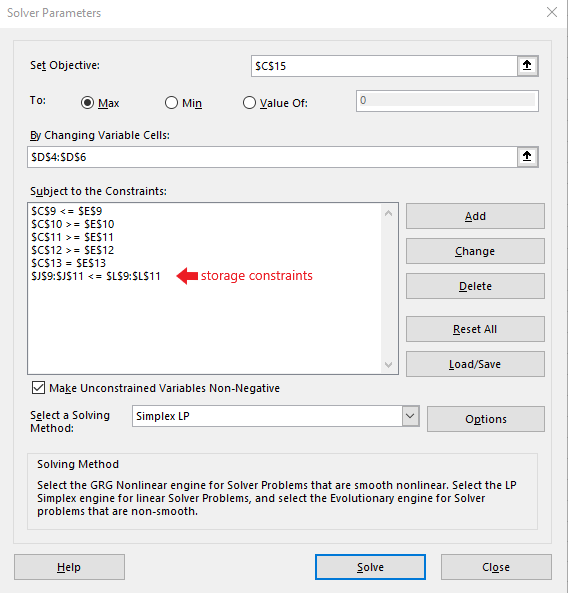 Solver Parameters
Set Objective:
$C$15
To:
Max
Min
Value Of:
0
By Changing Variable Cells:
$D$4:$D$6
Subject to the Constraints:
$C$9 <= $E$9
$C$10 >= $E$10
$C$11 >= $E$11
$C$12 >= $E$12
$C$13 = $E$13
$J$9:$J$11 <= $L$9:$L$11 storage constraints
Add
Change
Delete
Reset All
Load/Save
Make Unconstrained Variables Non-Negative
Select a Solving
Method:
Simplex LP
Options
Solving Method
Select the GRG Nonlinear engine for Solver Problems that are smooth nonlinear. Select the LP
Simplex engine for linear Solver Problems, and select the Evolutionary engine for Solver
problems that are non-smooth.
Help
Solve
Close